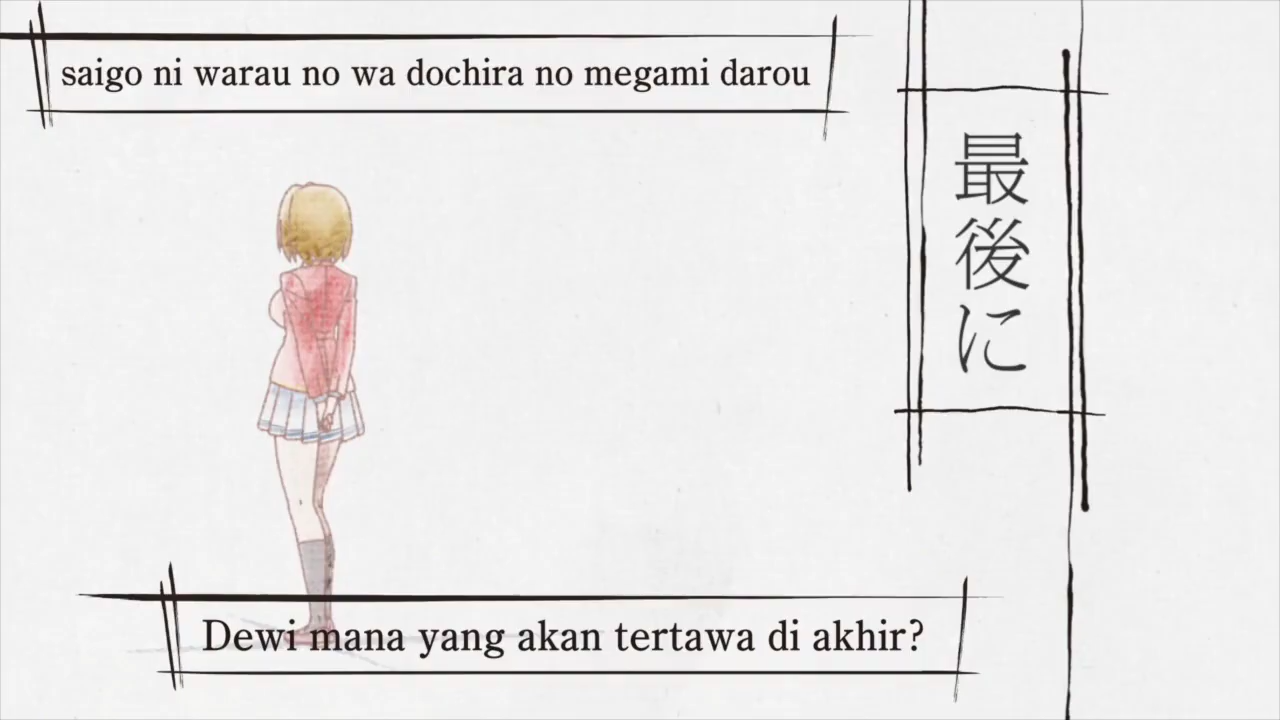 saigo ni warau no wa dochira no megami darou
最後に
Dewi mana yang akan tertawa di akhir?